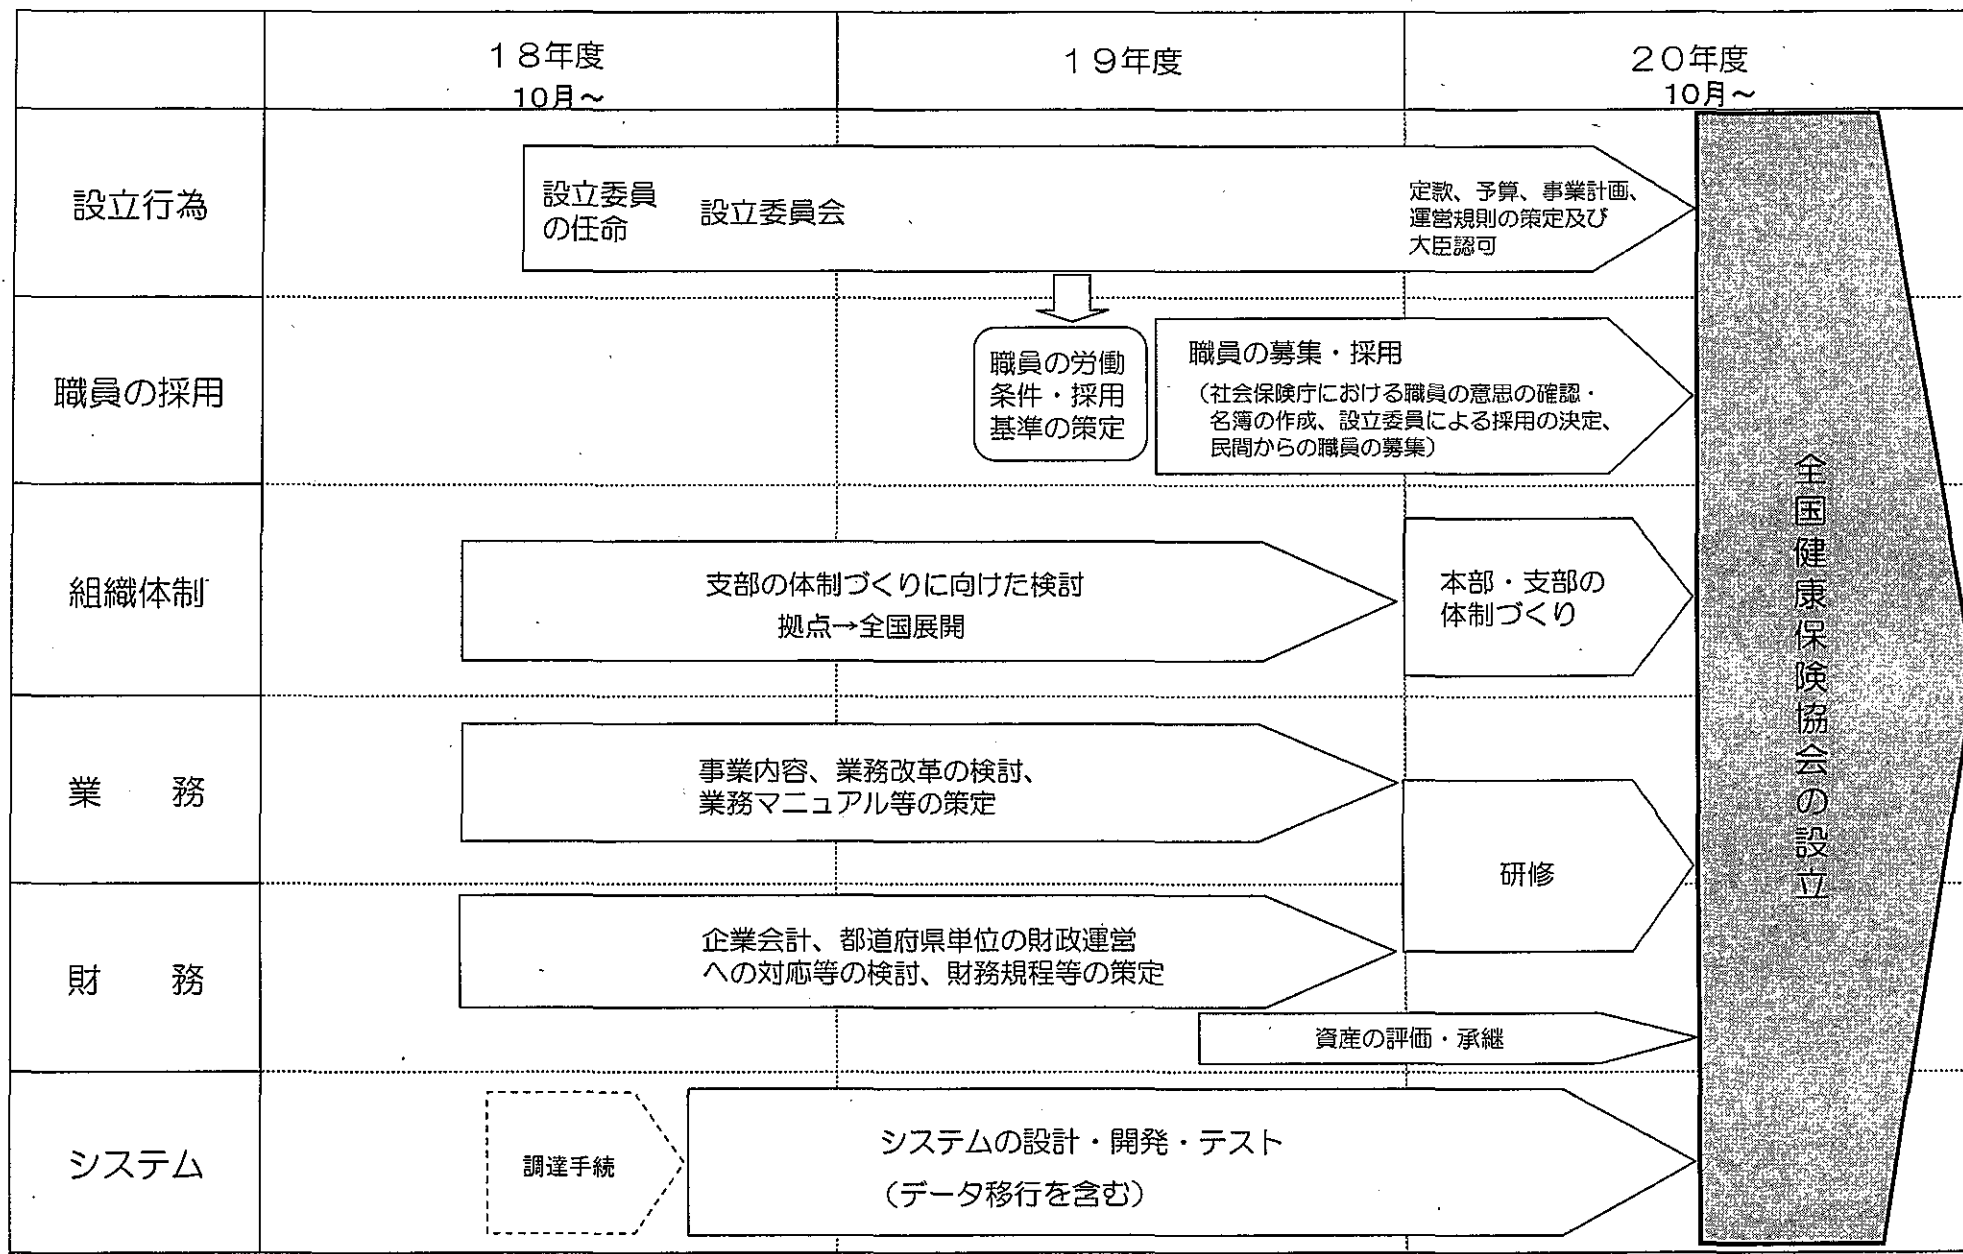 １８年度
10月～
１９年度
２０年度
10月～
設立行為
設立委員
の任命
設立委員会
定款、予算、事業計画、
運営規則の策定及び
大臣認可
職員の採用
職員の労働
条件・採用
基準の策定
職員の募集・採用
（社会保険庁における職員の意思の確認・
名簿の作成、設立委員による採用の決定、
民間からの職員の募集）
組織体制
支部の体制づくりに向けた検討
拠点→全国展開
本部・支部の
体制づくり
業　務
事業内容、業務改革の検討、
業務マニュアル等の策定
研修
財　務
企業会計、都道府県単位の財政運営
への対応等の検討、財務規程等の策定
資産の評価・承継
システム
調達手続
システムの設計・開発・テスト
（データ移行を含む）
全国健康保険協会の設立